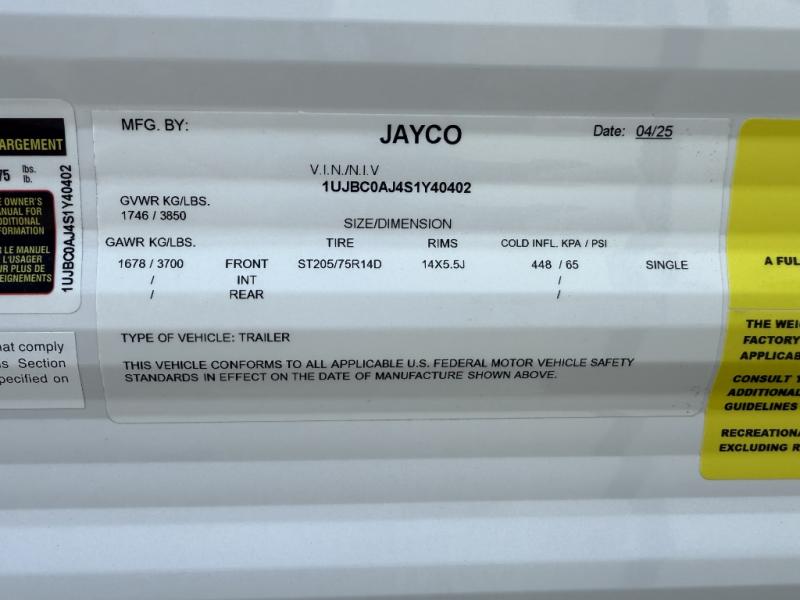 ARGEMENT
75 lbs.
lb.
E OWNER'S
ANUAL FOR
DDITIONAL
FORMATION
R LE MANUEL
L'USAGER
UR PLUS DE
SEIGNEMENTS
1UJBC0AJ4S1Y40402
hat comply
s Section
pecified on
MFG. BY:
JAYCO
Date: 04/25
V.I.N./N.I.V
1UJBC0AJ4S1Y40402
GVWR KG/LBS.
1746 / 3850
SIZE/DIMENSION
GAWR KG/LBS. TIRE RIMS COLD INFL. KPA / PSI
1678 / 3700 FRONT ST205/75R14D 14X5.5J 448 / 65 SINGLE
/ INT /
/ REAR /
TYPE OF VEHICLE: TRAILER
THIS VEHICLE CONFORMS TO ALL APPLICABLE U.S. FEDERAL MOTOR VEHICLE SAFETY
STANDARDS IN EFFECT ON THE DATE OF MANUFACTURE SHOWN ABOVE.
A FUL
THE WEI
FACTORY
APPLICAB
CONSULT Y
ADDITIONAL
GUIDELINES
RECREATIONA
EXCLUDING R